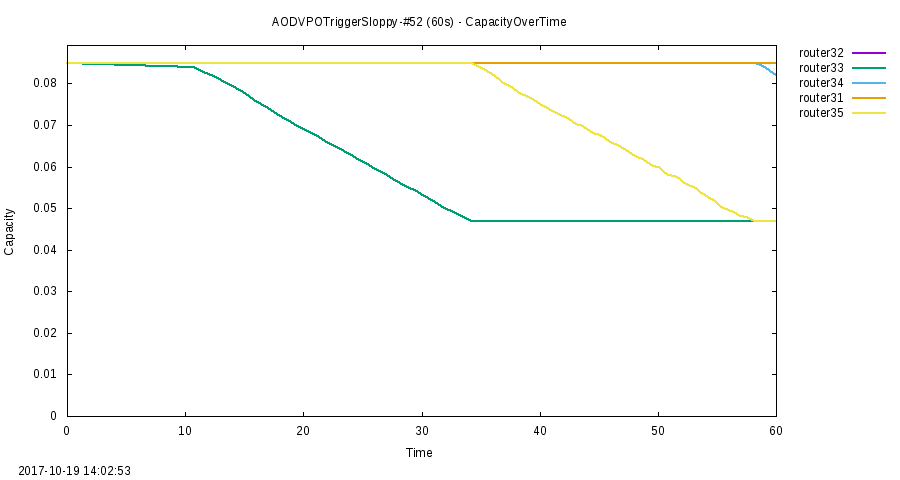 AODVPOTriggerSloppy-#52 (60s) - CapacityOverTime
router32
router33
router34
router31
router35
0.08
0.07
0.06
0.05
0.04
0.03
0.02
0.01
0
Capacity
0 10 20 30 40 50 60
Time
2017-10-19 14:02:53